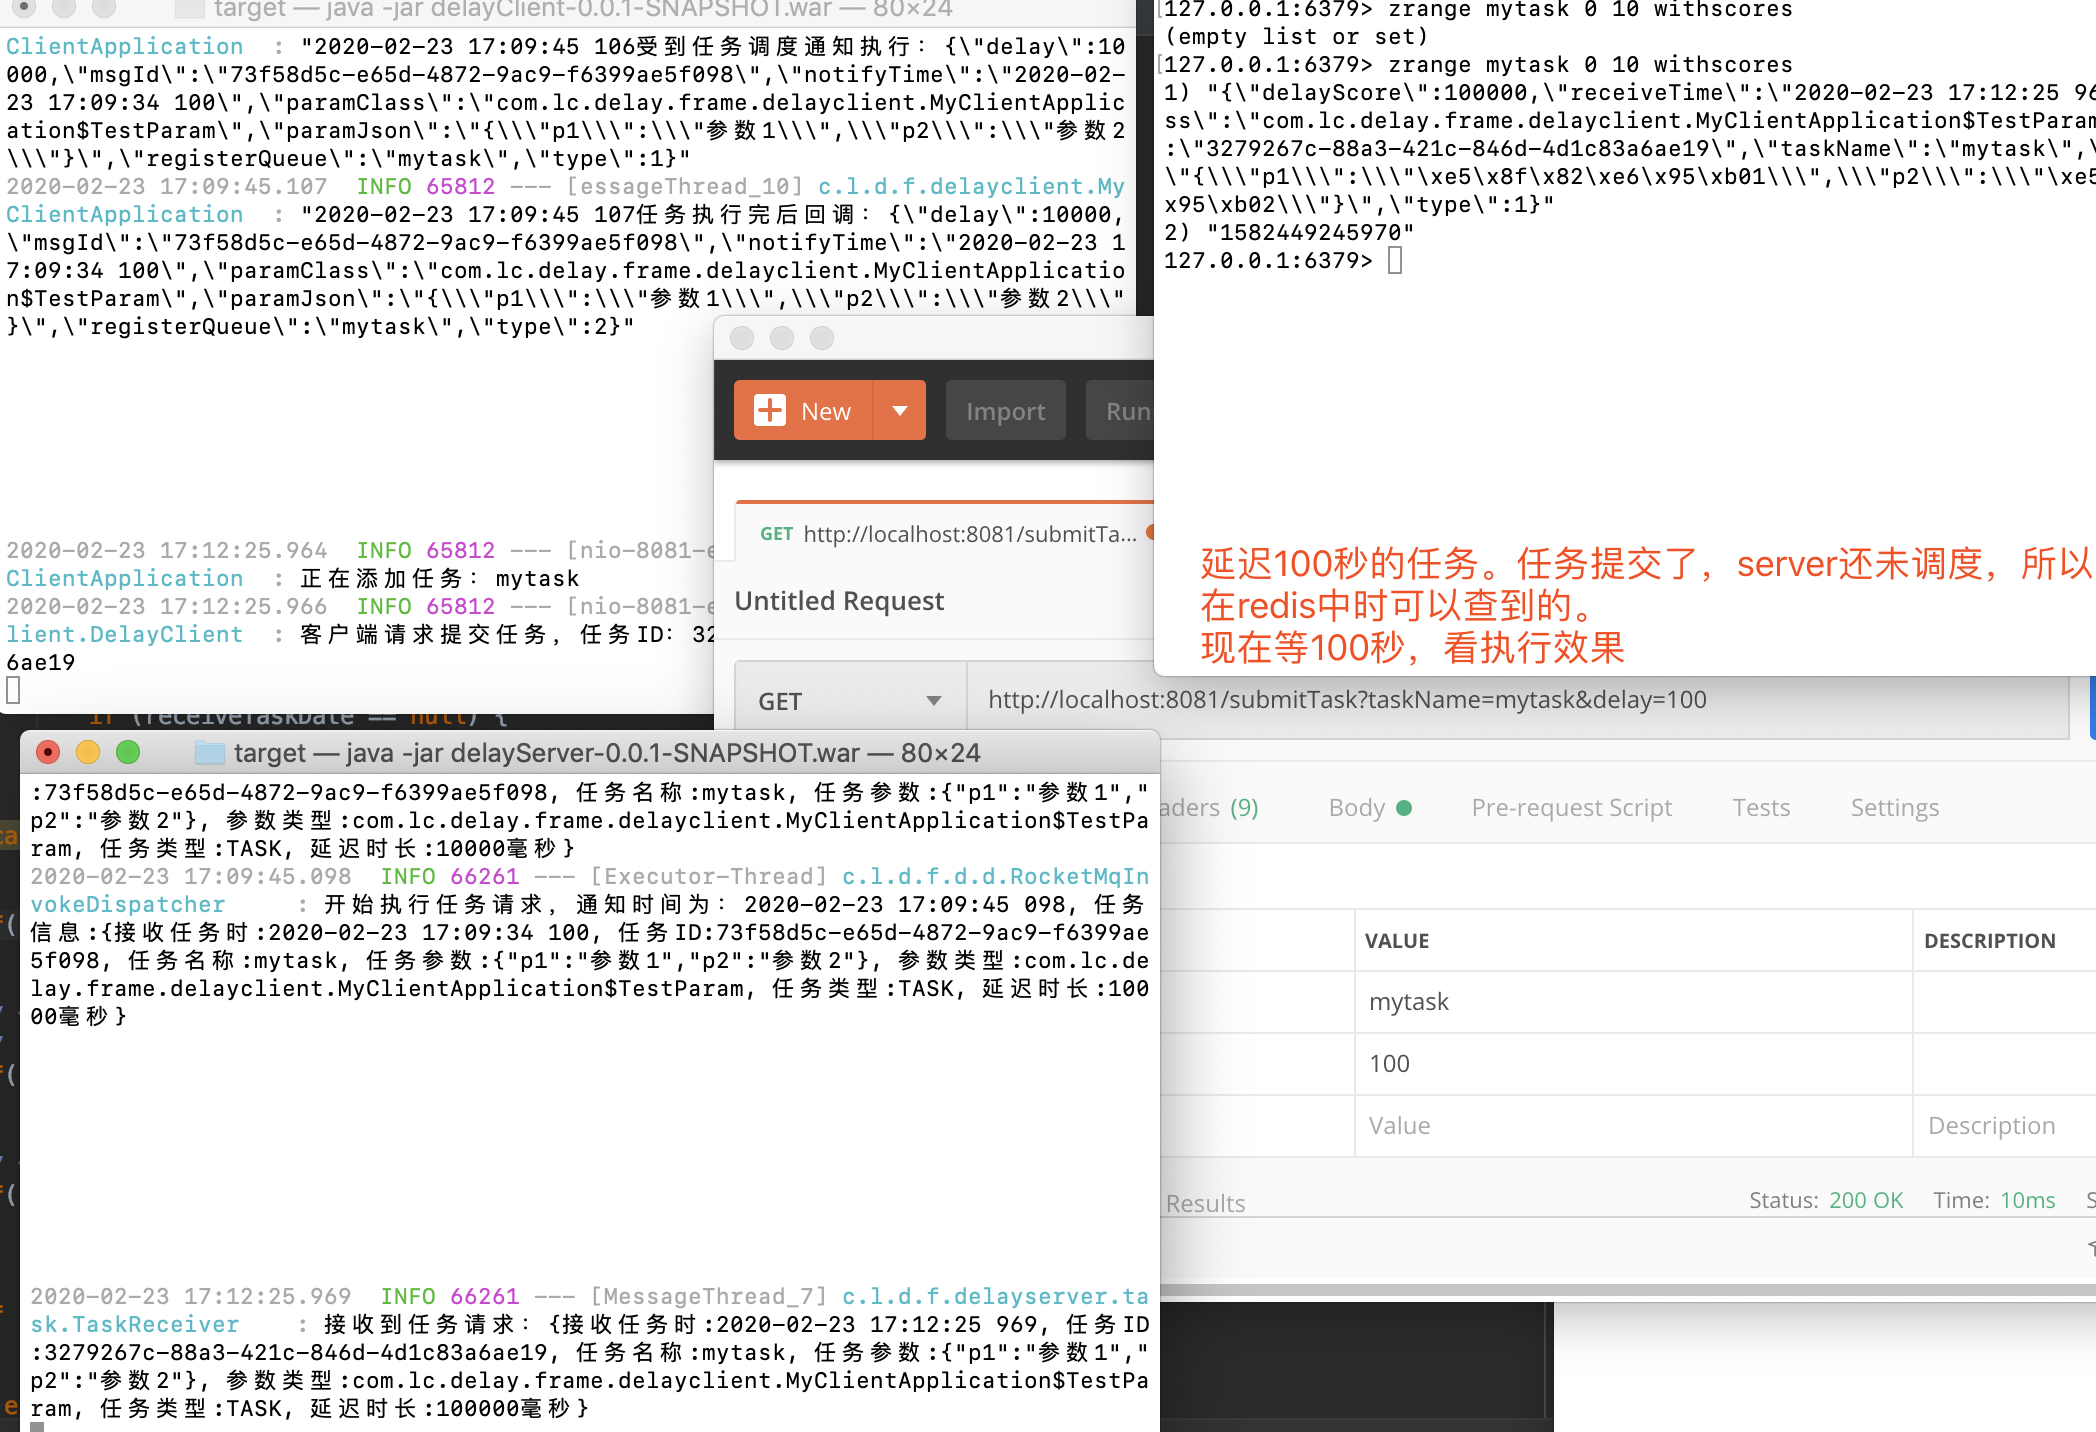 target — java -jar delayClient-0.0.1-SNAPSHOT.war — 80×24
ClientApplication  : "2020-02-23 17:09:45 106受到任务调度通知执行: {\"delay\":10
000,\"msgId\":\"73f58d5c-e65d-4872-9ac9-f6399ae5f098\",\"notifyTime\":\"2020-02-
23 17:09:34 100\",\"paramClass\":\"com.lc.delay.frame.delayclient.MyClientApplic
ation$TestParam\",\"paramJson\":\"{\\\"p1\\\":\\\"参数1\\\",\\\"p2\\\":\\\"参数2
\\\"}\",\"registerQueue\":\"mytask\",\"type\":1}"
2020-02-23 17:09:45.107  INFO 65812 --- [essageThread_10] c.l.d.f.delayclient.My
ClientApplication  : "2020-02-23 17:09:45 107任务执行完后回调: {\"delay\":10000,
\"msgId\":\"73f58d5c-e65d-4872-9ac9-f6399ae5f098\",\"notifyTime\":\"2020-02-23 1
7:09:34 100\",\"paramClass\":\"com.lc.delay.frame.delayclient.MyClientApplicatio
n$TestParam\",\"paramJson\":\"{\\\"p1\\\":\\\"参数1\\\",\\\"p2\\\":\\\"参数2\\\"
}\",\"registerQueue\":\"mytask\",\"type\":2}"
2020-02-23 17:12:25.964  INFO 65812 --- [nio-8081-e
ClientApplication  : 正在添加任务: mytask
2020-02-23 17:12:25.966  INFO 65812 --- [nio-8081-e
lient.DelayClient  : 客户端请求提交任务, 任务ID: 32
6ae19
127.0.0.1:6379> zrange mytask 0 10 withscores
(empty list or set)
127.0.0.1:6379> zrange mytask 0 10 withscores
1) "{\"delayScore\":100000,\"receiveTime\":\"2020-02-23 17:12:25 96
ss\":\"com.lc.delay.frame.delayclient.MyClientApplication$TestParam
:\"3279267c-88a3-421c-846d-4d1c83a6ae19\",\"taskName\":\"mytask\",\
\"{\\\"p1\\\":\\\"\xe5\x8f\x82\xe6\x95\xb01\\\",\\\"p2\\\":\\\"\xe5
x95\xb02\\\"}\",\"type\":1}"
2) "1582449245970"
127.0.0.1:6379>
延迟100秒的任务。任务提交了，server还未调度，所以
在redis中时可以查到的。
现在等100秒，看执行效果
New
Import
Run
GET http://localhost:8081/submitTa...
Untitled Request
GET
http://localhost:8081/submitTask?taskName=mytask&delay=100
if (receiveTaskDate == null) {
aders (9)
Body
Pre-request Script
Tests
Settings
VALUE
DESCRIPTION
mytask
100
Value
Description
Results
Status: 200 OK
Time: 10ms
S
target — java -jar delayServer-0.0.1-SNAPSHOT.war — 80×24
:73f58d5c-e65d-4872-9ac9-f6399ae5f098, 任务名称:mytask, 任务参数:{"p1":"参数1","
p2":"参数2"}, 参数类型:com.lc.delay.frame.delayclient.MyClientApplication$TestPa
ram, 任务类型:TASK, 延迟时长:10000毫秒}
2020-02-23 17:09:45.098  INFO 66261 --- [Executor-Thread] c.l.d.f.d.d.RocketMqIn
vokeDispatcher      : 开始执行任务请求, 通知时间为: 2020-02-23 17:09:45 098, 任务
信息:{接收任务时:2020-02-23 17:09:34 100, 任务ID:73f58d5c-e65d-4872-9ac9-f6399ae
5f098, 任务名称:mytask, 任务参数:{"p1":"参数1","p2":"参数2"}, 参数类型:com.lc.de
lay.frame.delayclient.MyClientApplication$TestParam, 任务类型:TASK, 延迟时长:100
00毫秒}
2020-02-23 17:12:25.969  INFO 66261 --- [MessageThread_7] c.l.d.f.delayserver.ta
sk.TaskReceiver     : 接收到任务请求: {接收任务时:2020-02-23 17:12:25 969, 任务ID
:3279267c-88a3-421c-846d-4d1c83a6ae19, 任务名称:mytask, 任务参数:{"p1":"参数1","
p2":"参数2"}, 参数类型:com.lc.delay.frame.delayclient.MyClientApplication$TestPa
ram, 任务类型:TASK, 延迟时长:100000毫秒}